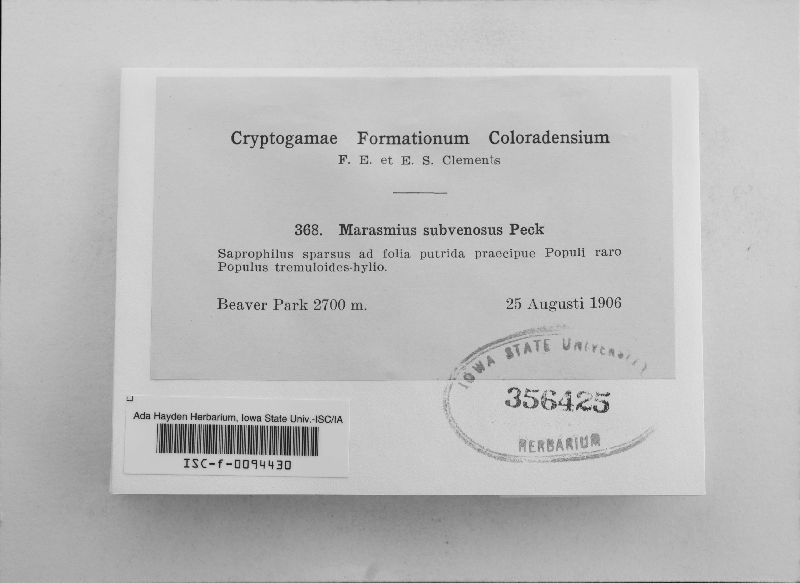 Cryptogamae Formationum Coloradensium
F. E. et E. S. Clements
368. Marasmius subvenosus Peck
Saprophilus sparsus ad folia putrida praecipue Populi raro
Populus tremuloides-hylio.
Beaver Park 2700 m. 25 Augusti 1906
IOWA STATE UNIVERSITY
356425
HERBARIUM
Ada Hayden Herbarium, Iowa State Univ.-ISC/IA
ISC-f-0094430